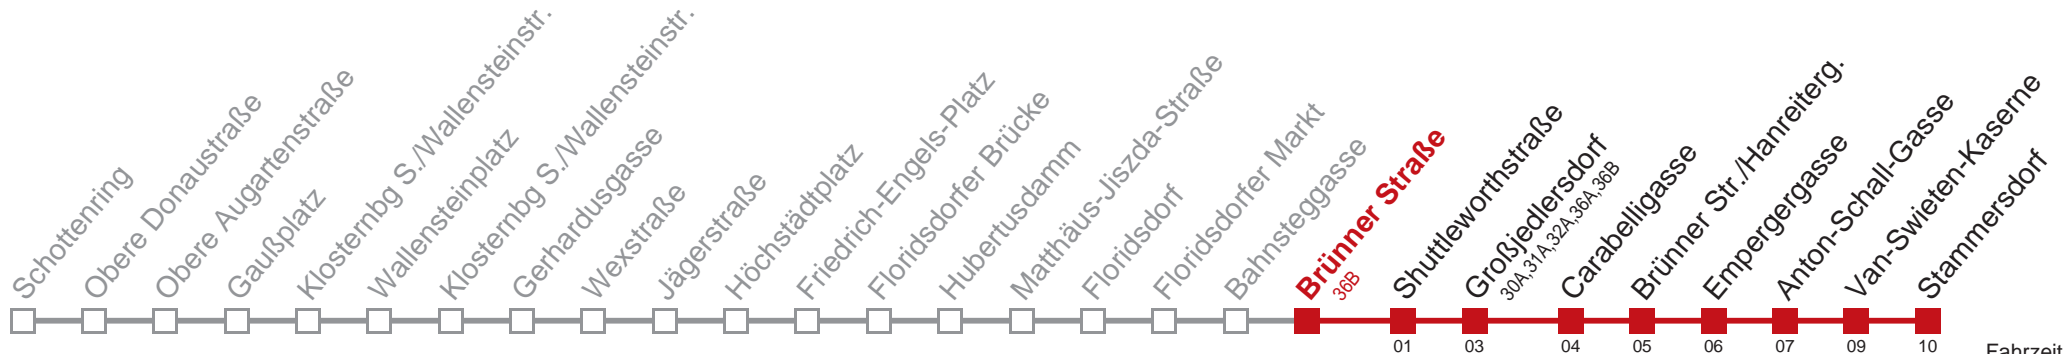 Schottenring
Obere Donaustraße
Obere Augartenstraße
Gaußplatz
Klosternbg S./Wallensteinstr.
Wallensteinplatz
Klosternbg S./Wallensteinstr.
Gerhardusgasse
Wexstraße
Jägerstraße
Höchstädtplatz
Friedrich-Engels-Platz
Floridsdorfer Brücke
Hubertusdamm
Matthäus-Jiszda-Straße
Floridsdorf
Floridsdorfer Markt
Bahnsteggasse
Brünner Straße
36B
Shuttleworthstraße
Großjedlersdorf
30A,31A,32A,36A,36B
Carabelligasse
Brünner Str./Hanreiterg.
Empergergasse
Anton-Schall-Gasse
Van-Swieten-Kaserne
Stammersdorf
01 03 04 05 06 07 09 10
Fahrzeit